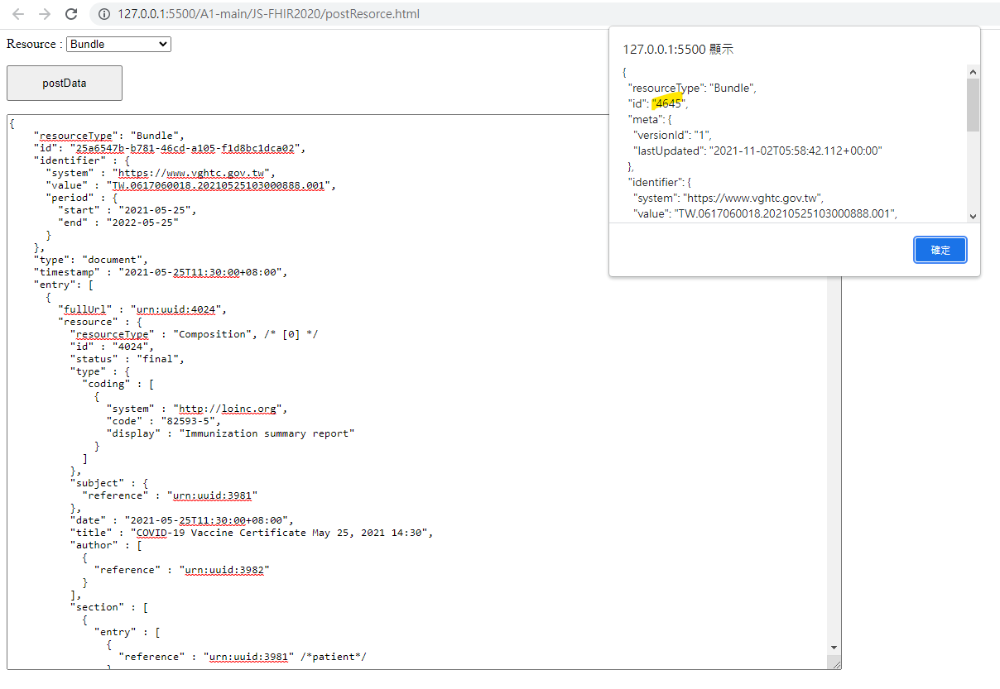 127.0.0.1:5500/A1-main/JS-FHIR2020/postResorce.html
Resource : Bundle
postData
{
"resourceType": "Bundle",
"id": "25a6547b-b781-46cd-a105-f1d8bc1dca02",
"identifier" : {
"system" : "https://www.vghtc.gov.tw",
"value" : "TW.0617060018.20210525103000888.001",
"period" : {
"start" : "2021-05-25",
"end" : "2022-05-25"
}
},
"type": "document",
"timestamp" : "2021-05-25T11:30:00+08:00",
"entry": [
{
"fullUrl" : "urn:uuid:4024",
"resource" : {
"resourceType" : "Composition", /* [0] */
"id" : "4024",
"status" : "final",
"type" : {
"coding" : [
{
"system" : "http://loinc.org",
"code" : "82593-5",
"display" : "Immunization summary report"
}
]
},
"subject" : {
"reference" : "urn:uuid:3981"
},
"date" : "2021-05-25T11:30:00+08:00",
"title" : "COVID-19 Vaccine Certificate May 25, 2021 14:30",
"author" : [
{
"reference" : "urn:uuid:3982"
}
],
"section" : [
{
"entry" : [
{
"reference" : "urn:uuid:3981" /*patient*/
}
127.0.0.1:5500 顯示
{
"resourceType": "Bundle",
"id": "4645",
"meta": {
"versionId": "1",
"lastUpdated": "2021-11-02T05:58:42.112+00:00"
},
"identifier": {
"system": "https://www.vghtc.gov.tw",
"value": "TW.0617060018.20210525103000888.001",
確定